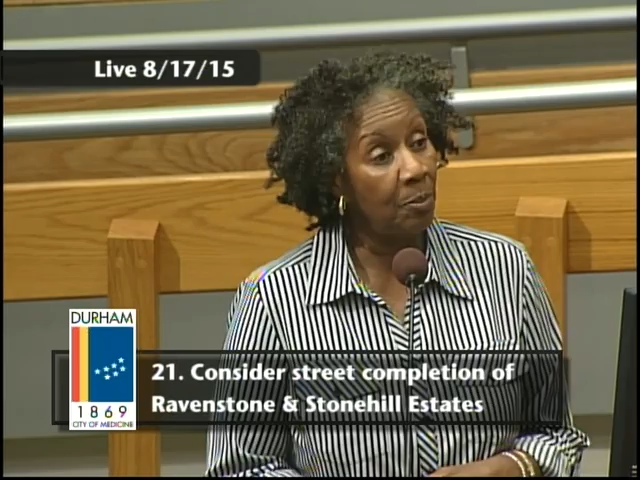 Live 8/17/15
DURHAM
1869
CITY OF MEDICINE
21. Consider street completion of
Ravenstone & Stonehill Estates